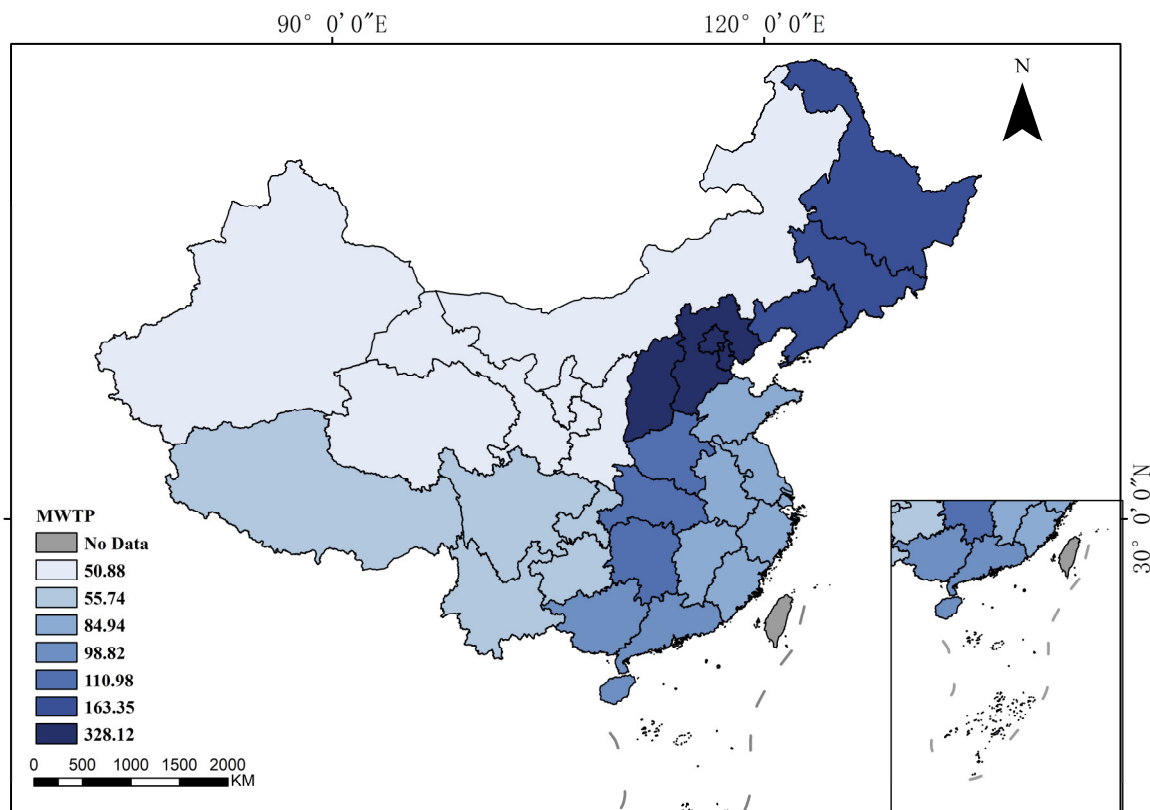 90° 0′ 0″E
120° 0′ 0″E
N
30° 0′ 0″N
MWTP
No Data
50.88
55.74
84.94
98.82
110.98
163.35
328.12
0 500 1000 1500 2000
KM